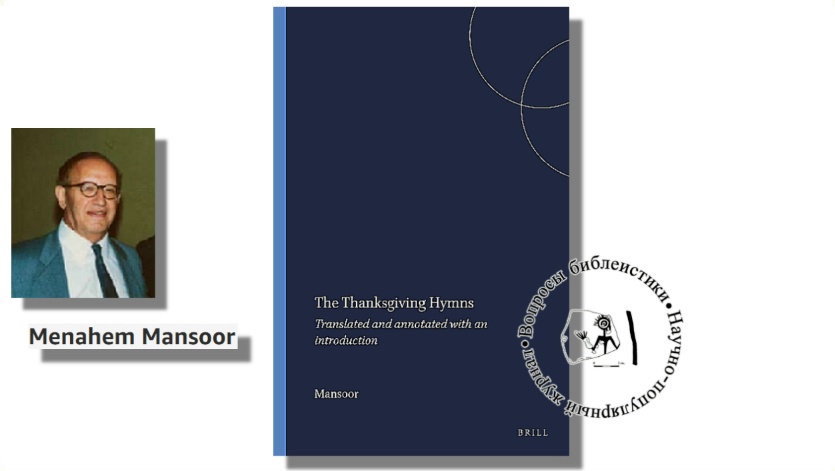 Menahem Mansoor
The Thanksgiving Hymns
Translated and annotated with an
introduction
Mansoor
BRILL
Вопросы библеистики • Научно-популярный журнал •